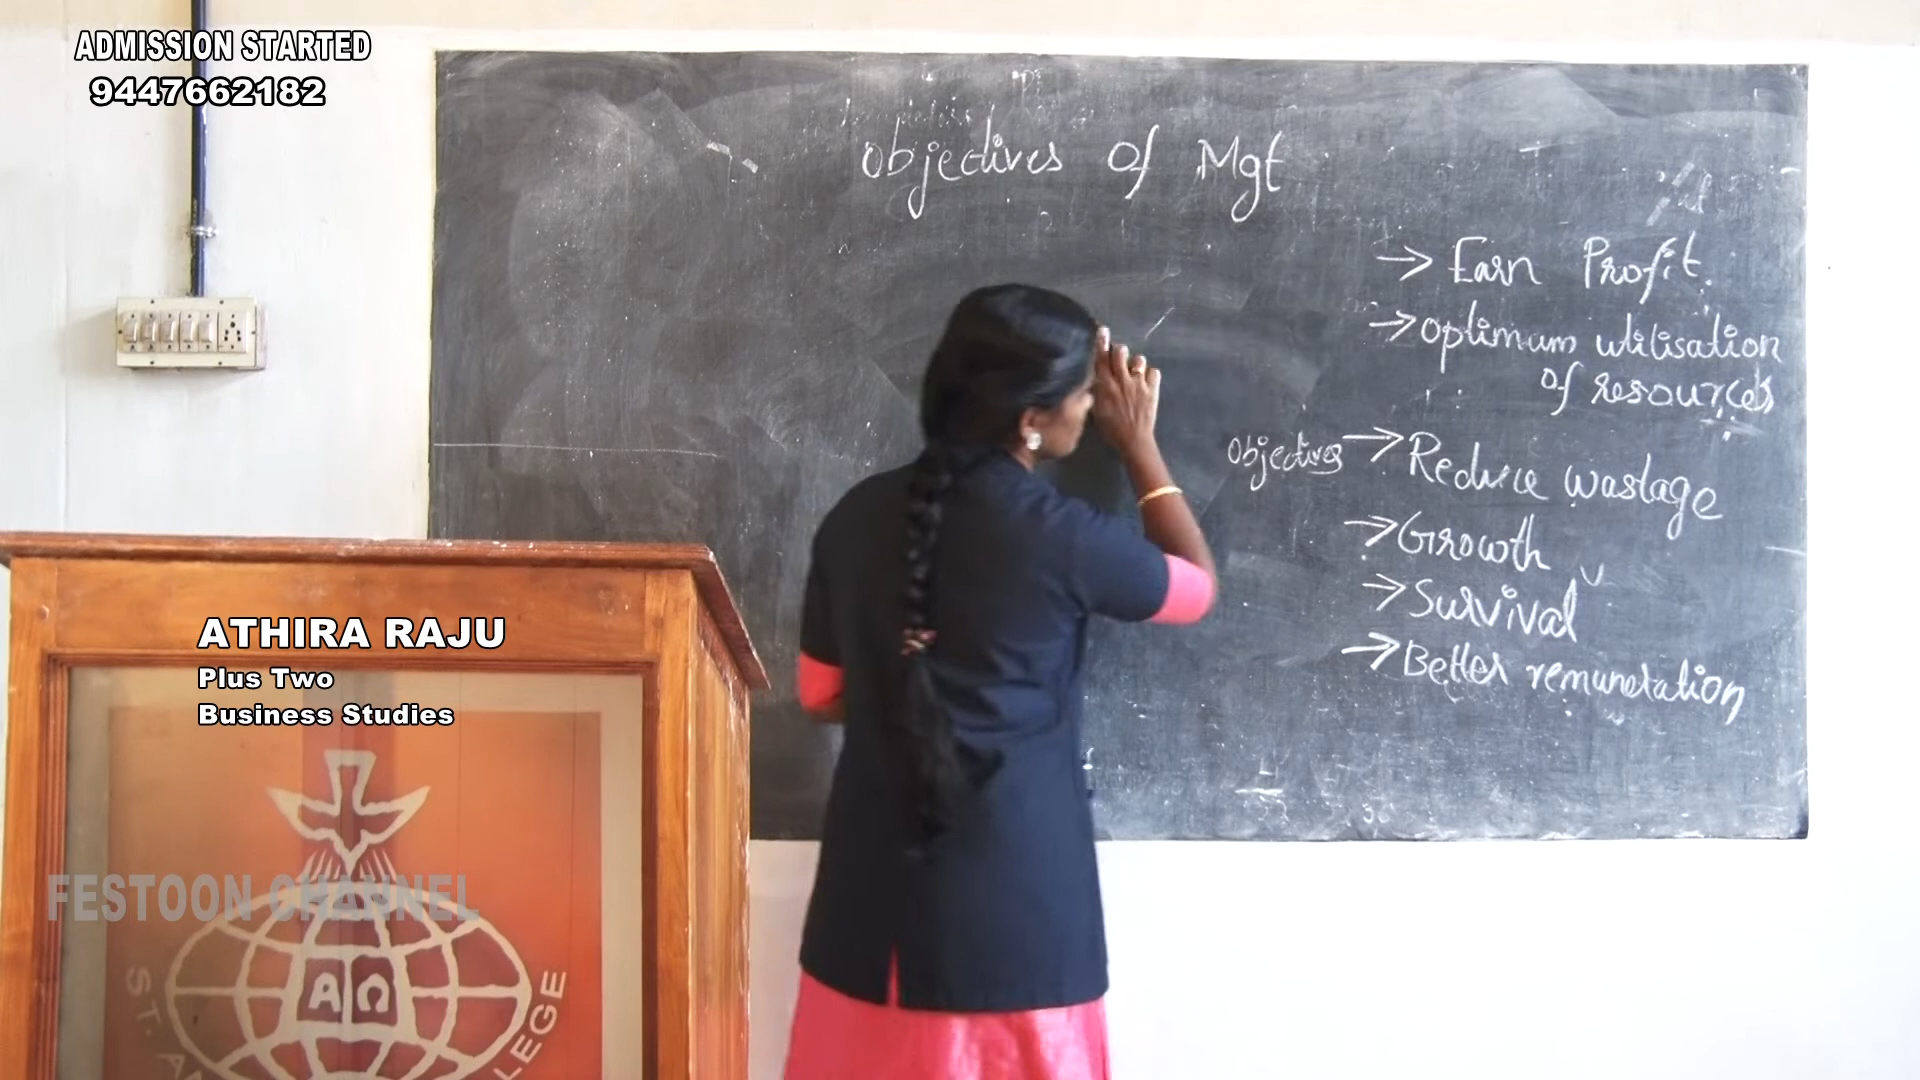 ADMISSION STARTED
9447662182
Objectives of Mgt
→ Earn Profit.
→ Optimum utilisation
of resources
Objectives → Reduce wastage
→ Growth
→ Survival
→ Better remuneration
ATHIRA RAJU
Plus Two
Business Studies
FESTOON CHANNEL
ST.
Α Ω